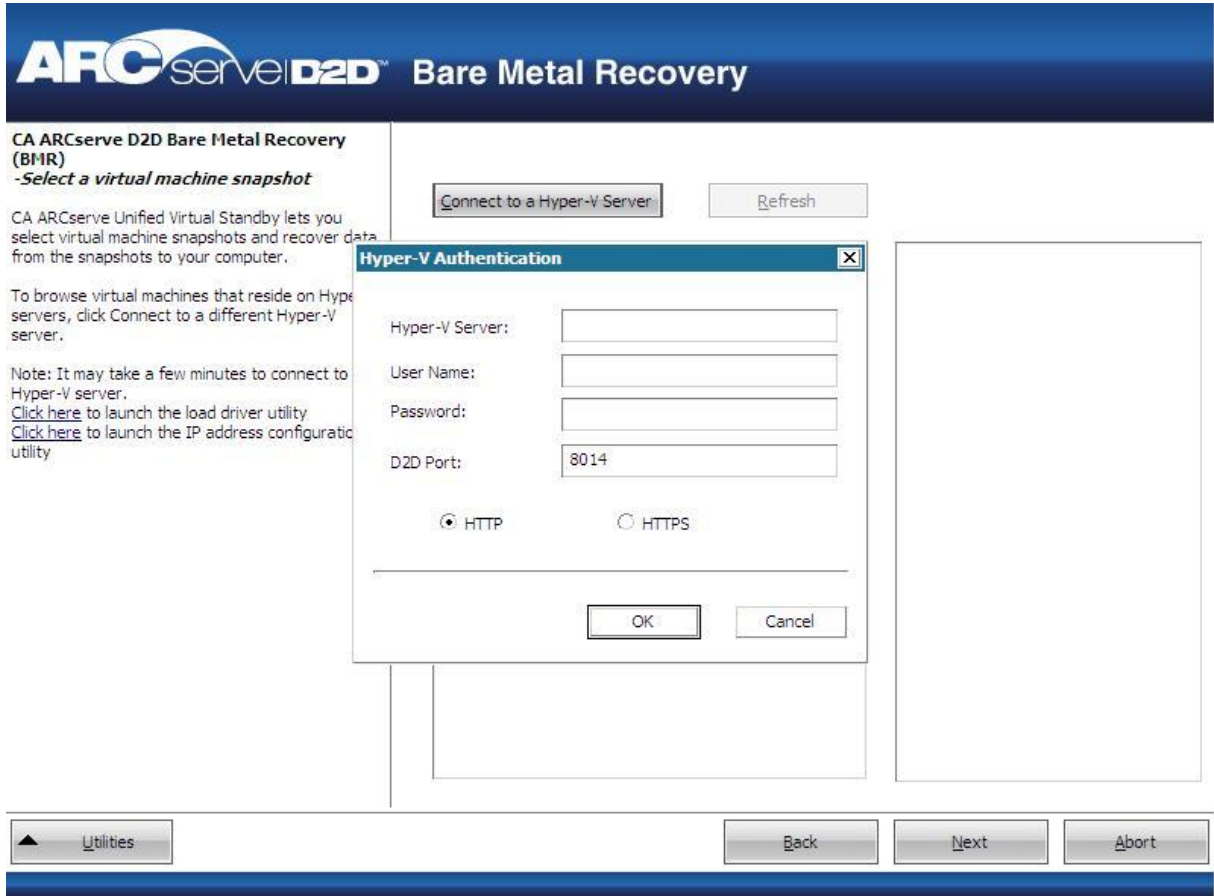 ARCserve D2D™ Bare Metal Recovery
CA ARCserve D2D Bare Metal Recovery
(BMR)
-Select a virtual machine snapshot
CA ARCserve Unified Virtual Standby lets you
select virtual machine snapshots and recover data
from the snapshots to your computer.
To browse virtual machines that reside on Hype
servers, click Connect to a different Hyper-V
server.
Note: It may take a few minutes to connect to
Hyper-V server.
Click here to launch the load driver utility
Click here to launch the IP address configuratio
utility
Connect to a Hyper-V Server
Refresh
Hyper-V Authentication
Hyper-V Server:
User Name:
Password:
D2D Port: 8014
HTTP HTTPS
OK Cancel
Utilities Back Next Abort